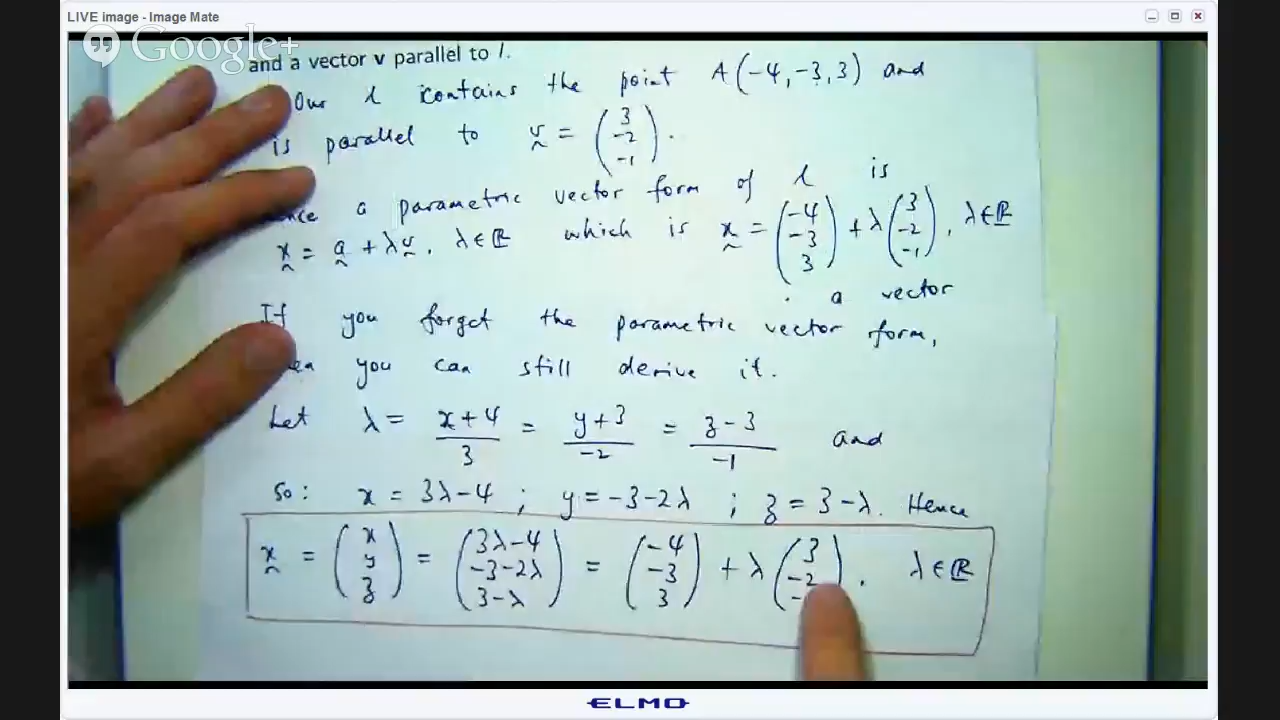 LIVE image - Image Mate
Google+
and a vector v parallel to l.
Our l contains the point A(-4,-3,3) and
is parallel to v = (3 -2 -1).
a parametric vector form of l is
x = a + λv, λ∈ℝ which is x = (-4 -3 3) + λ(3 -2 -1), λ∈ℝ
. a vector
If you forget the parametric vector form,
you can still derive it.
Let λ = x+4/3 = y+3/-2 = z-3/-1 and
So: x = 3λ-4 ; y = -3-2λ ; z = 3-λ. Hence
x = (x y z) = (3λ-4 -3-2λ 3-λ) = (-4 -3 3) + λ(3 -2 , λ∈ℝ
ELMO